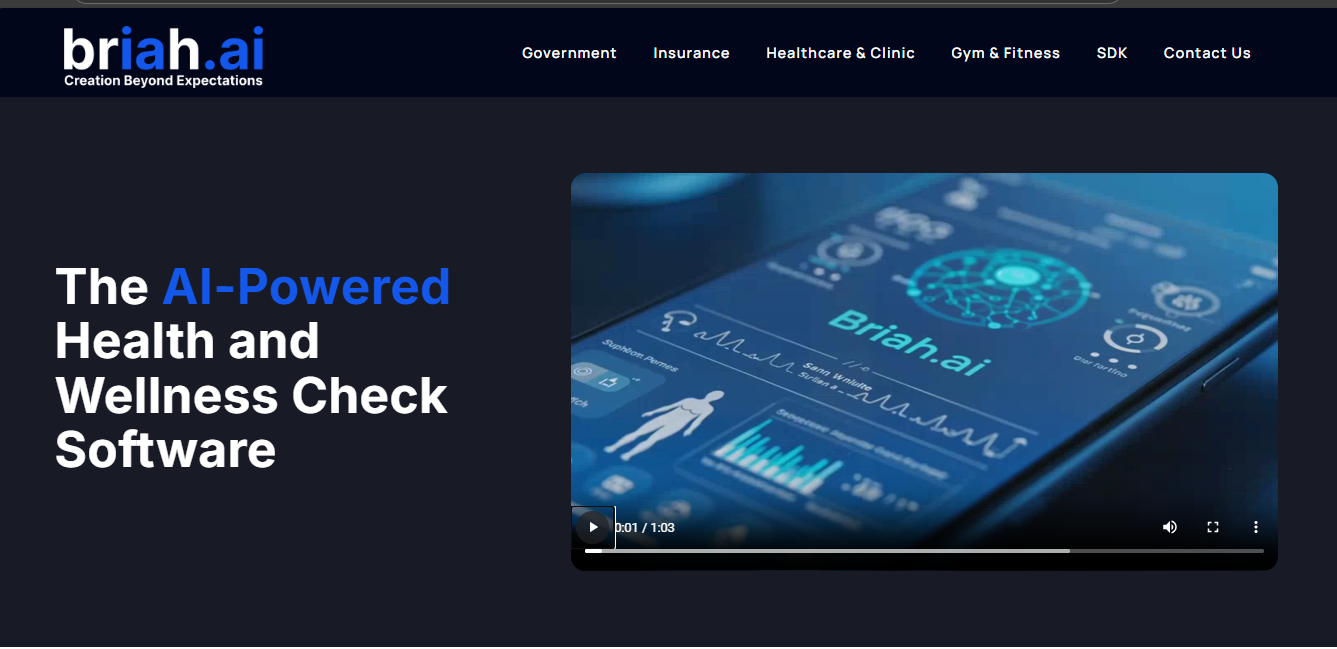 briah.ai
Creation Beyond Expectations
Government Insurance Healthcare & Clinic Gym & Fitness SDK Contact Us
The AI-Powered
Health and
Wellness Check
Software
Briah.ai
0:01 / 1:03